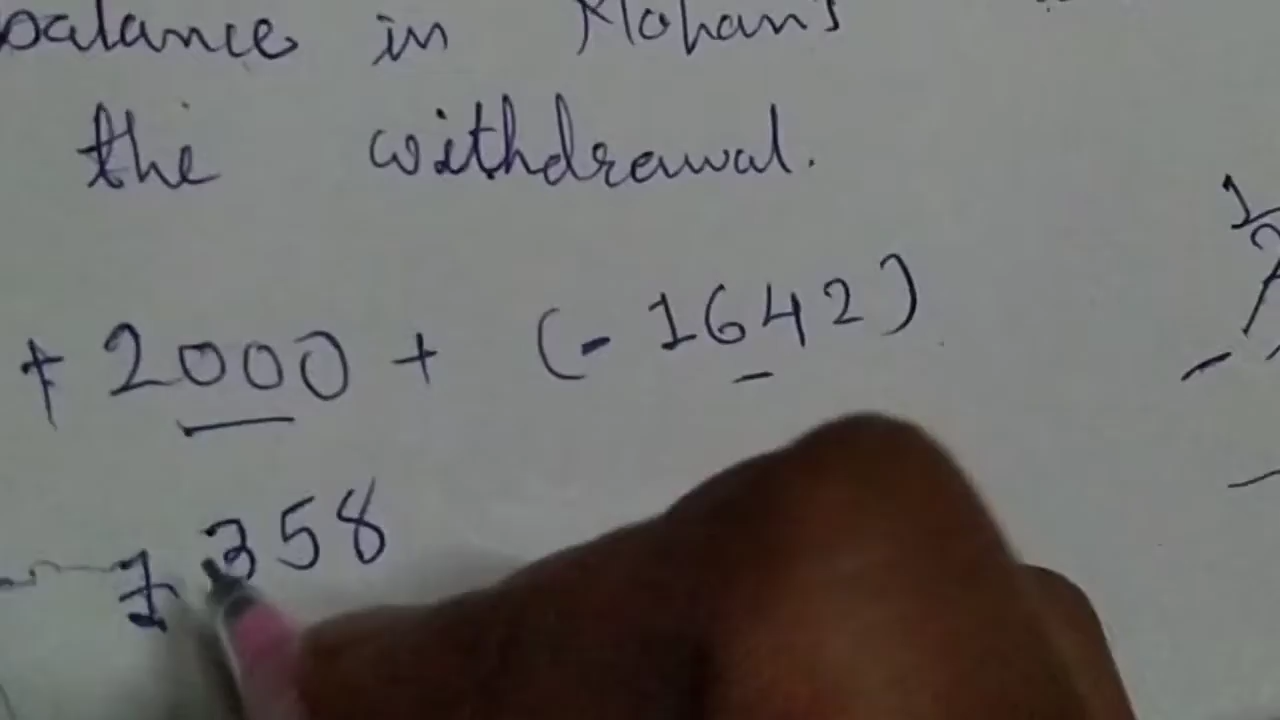 balance in Mohan's
the withdrawal.
+ 2000 + (- 1642)
358